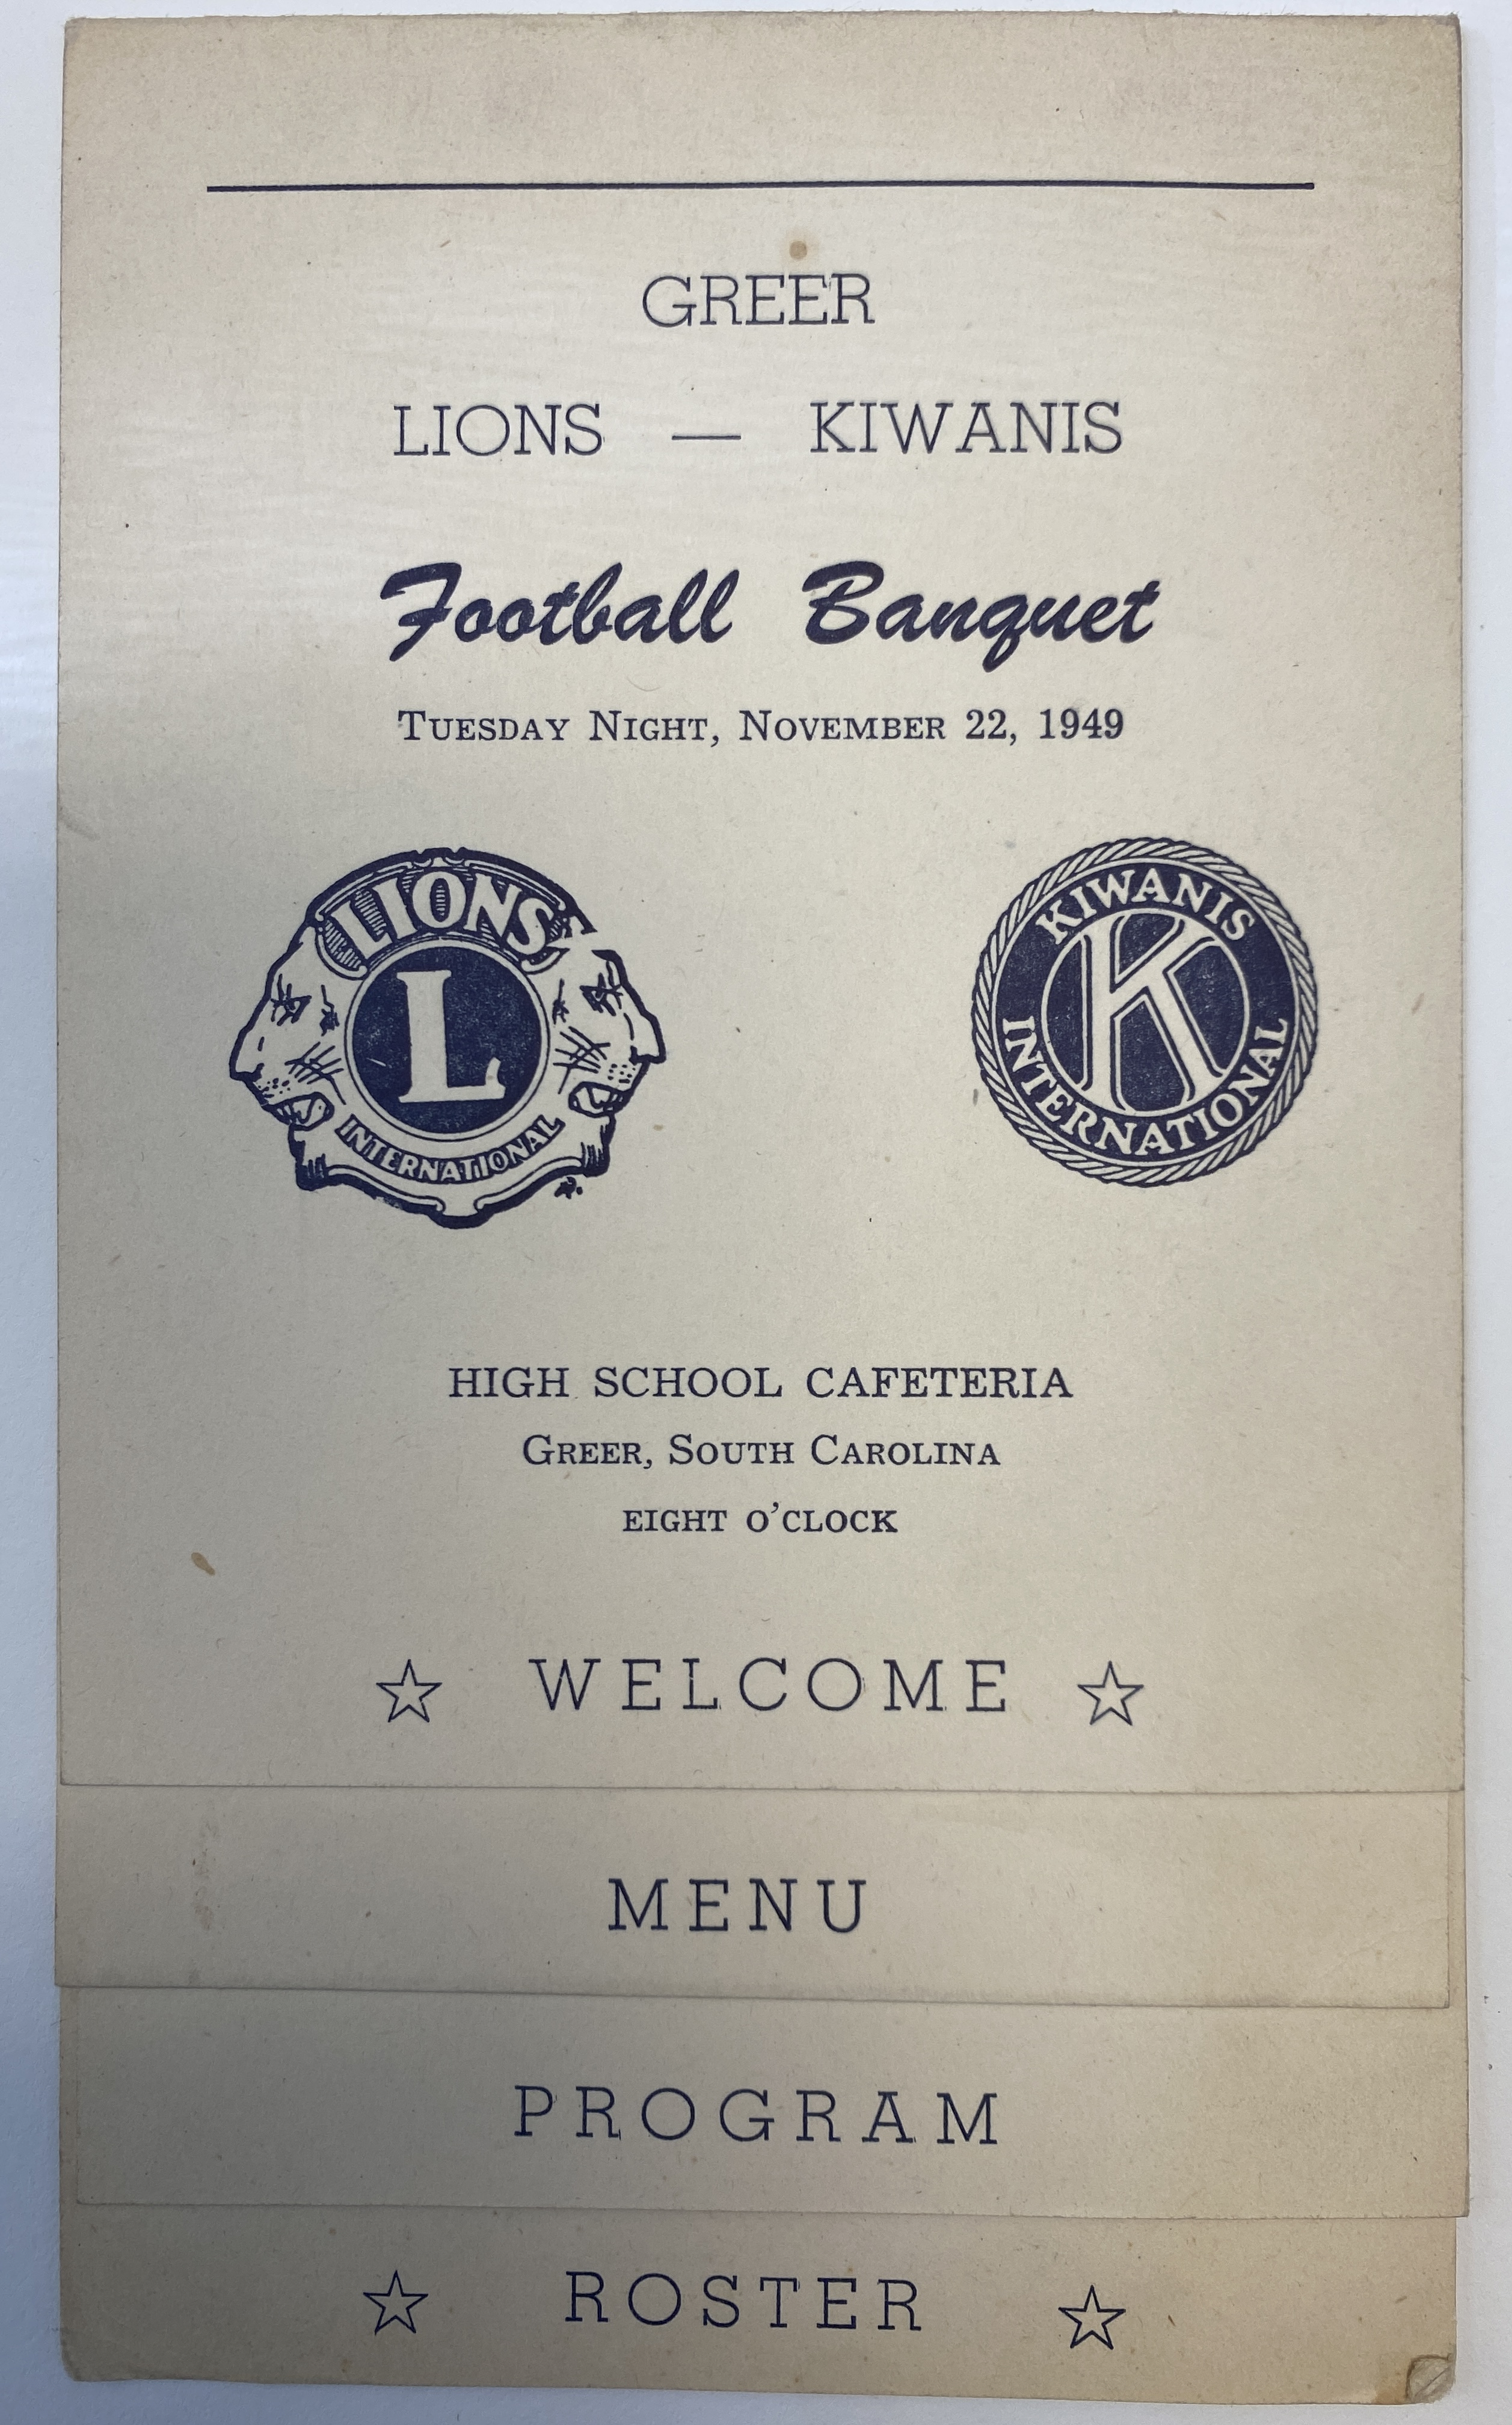 GREER
LIONS — KIWANIS
Football Banquet
TUESDAY NIGHT, NOVEMBER 22, 1949
LIONS
L
INTERNATIONAL
KIWANIS
K
INTERNATIONAL
HIGH SCHOOL CAFETERIA
GREER, SOUTH CAROLINA
EIGHT O'CLOCK
☆ WELCOME ☆
MENU
PROGRAM
☆ ROSTER ☆